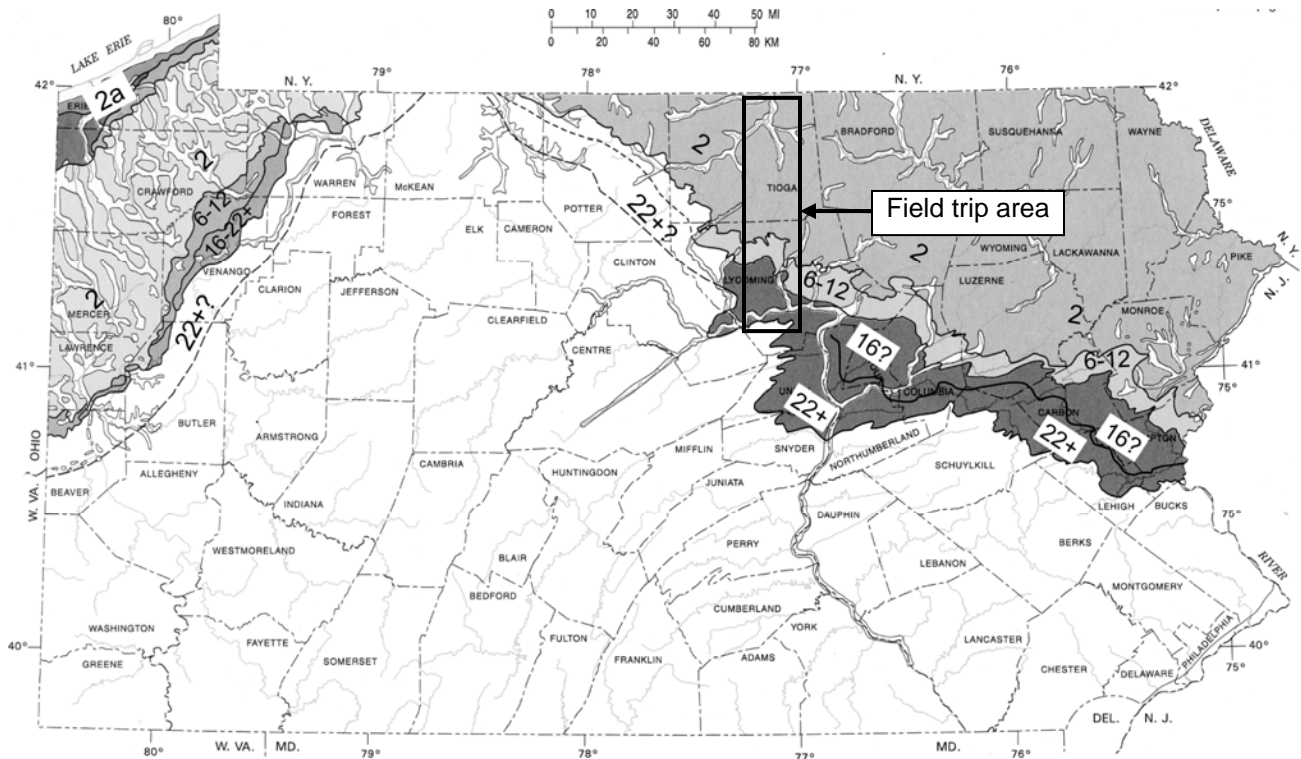 0 10 20 30 40 50 MI
0 20 40 60 80 KM
80°
79°
78°
77°
76°
LAKE ERIE
42°
N. Y.
N. Y.
42°
ERIE
2a
2
CRAWFORD
6-12
16-22+
WARREN
McKEAN
POTTER
2
TIOGA
BRADFORD
SUSQUEHANNA
WAYNE
DELAWARE
FOREST
ELK
CAMERON
22+?
Field trip area
75°
N. Y.
N. J.
VENANGO
CLINTON
LYCOMING
6-12
2
WYOMING
LACKAWANNA
PIKE
MERCER
2
22+?
CLARION
JEFFERSON
CLEARFIELD
LUZERNE
2
MONROE
LAWRENCE
41°
CENTRE
16?
6-12
41°
75°
UN
22+
COLUMBIA
CARBON
22+
16?
PTON
OHIO
W. VA.
BUTLER
ARMSTRONG
MIFFLIN
SNYDER
NORTHUMBERLAND
BEAVER
ALLEGHENY
INDIANA
CAMBRIA
HUNTINGDON
JUNIATA
SCHUYLKILL
LEHIGH
BUCKS
75°
DAUPHIN
WESTMORELAND
BLAIR
PERRY
LEBANON
BERKS
RIVER
BEDFORD
CUMBERLAND
MONTGOMERY
WASHINGTON
FAYETTE
SOMERSET
FULTON
FRANKLIN
ADAMS
YORK
LANCASTER
CHESTER
DELAWARE
PHILADELPHIA
40°
GREENE
40°
75°
DEL.
N. J.
W. VA.
MD.
MD.
80°
79°
78°
77°
76°